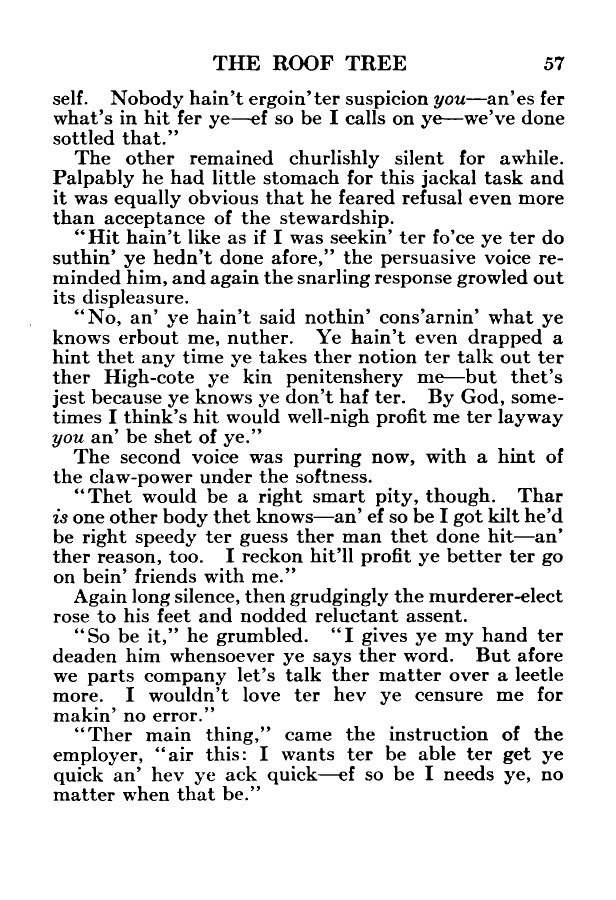 THE ROOF TREE 57
self. Nobody hain't ergoin' ter suspicion you—an' es fer
what's in hit fer ye—ef so be I calls on ye—we've done
sottled that."
The other remained churlishly silent for awhile.
Palpably he had little stomach for this jackal task and
it was equally obvious that he feared refusal even more
than acceptance of the stewardship.
"Hit hain't like as if I was seekin' ter fo'ce ye ter do
suthin' ye hedn't done afore," the persuasive voice re-
minded him, and again the snarling response growled out
its displeasure.
"No, an' ye hain't said nothin' cons'arnin' what ye
knows erbout me, nuther. Ye hain't even drapped a
hint thet any time ye takes ther notion ter talk out ter
ther High-cote ye kin penitenshery me—but thet's
jest because ye knows ye don't haf ter. By God, some-
times I think's hit would well-nigh profit me ter layway
you an' be shet of ye."
The second voice was purring now, with a hint of
the claw-power under the softness.
"Thet would be a right smart pity, though. Thar
is one other body thet knows—an' ef so be I got kilt he'd
be right speedy ter guess ther man thet done hit—an'
ther reason, too. I reckon hit'll profit ye better ter go
on bein' friends with me."
Again long silence, then grudgingly the murderer-elect
rose to his feet and nodded reluctant assent.
"So be it," he grumbled. "I gives ye my hand ter
deaden him whensoever ye says ther word. But afore
we parts company let's talk ther matter over a leetle
more. I wouldn't love ter hev ye censure me for
makin' no error."
"Ther main thing," came the instruction of the
employer, "air this: I wants ter be able ter get ye
quick an' hev ye ack quick—ef so be I needs ye, no
matter when that be."